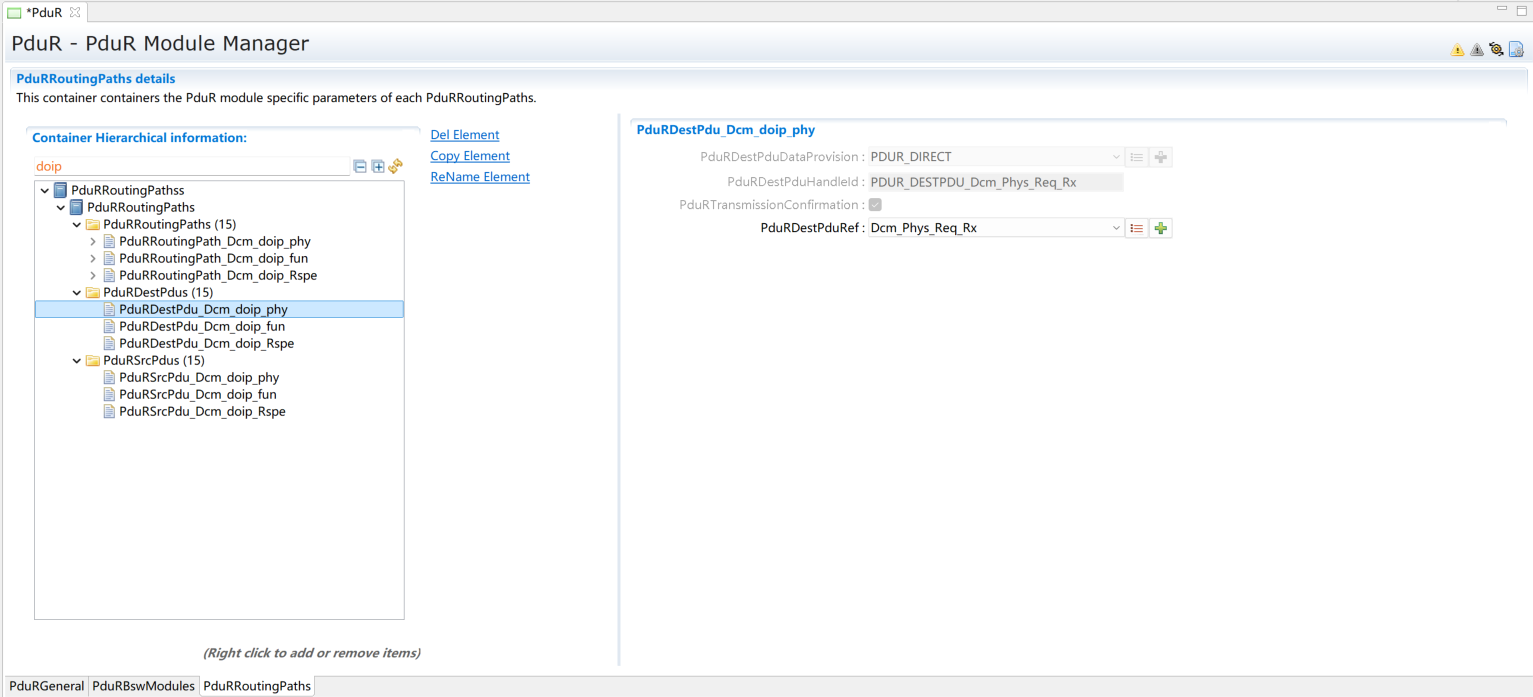 *PduR
PduR - PduR Module Manager
PduRRoutingPaths details
This container containers the PduR module specific parameters of each PduRRoutingPaths.
Container Hierarchical information:
doip
Del Element
Copy Element
ReName Element
PduRRoutingPathss
PduRRoutingPaths
PduRRoutingPaths (15)
PduRRoutingPath_Dcm_doip_phy
PduRRoutingPath_Dcm_doip_fun
PduRRoutingPath_Dcm_doip_Rspe
PduRDestPdus (15)
PduRDestPdu_Dcm_doip_phy
PduRDestPdu_Dcm_doip_fun
PduRDestPdu_Dcm_doip_Rspe
PduRSrcPdus (15)
PduRSrcPdu_Dcm_doip_phy
PduRSrcPdu_Dcm_doip_fun
PduRSrcPdu_Dcm_doip_Rspe
(Right click to add or remove items)
PduRDestPdu_Dcm_doip_phy
PduRDestPduDataProvision : PDUR_DIRECT
PduRDestPduHandleId : PDUR_DESTPDU_Dcm_Phys_Req_Rx
PduRTransmissionConfirmation :
PduRDestPduRef : Dcm_Phys_Req_Rx
PduRGeneral PduRBswModules PduRRoutingPaths